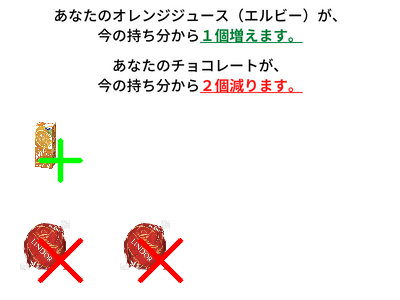 あなたのオレンジジュース（エルビー）が、
今の持ち分から１個増えます。
あなたのチョコレートが、
今の持ち分から２個減ります。
LINDOR
LINDOR